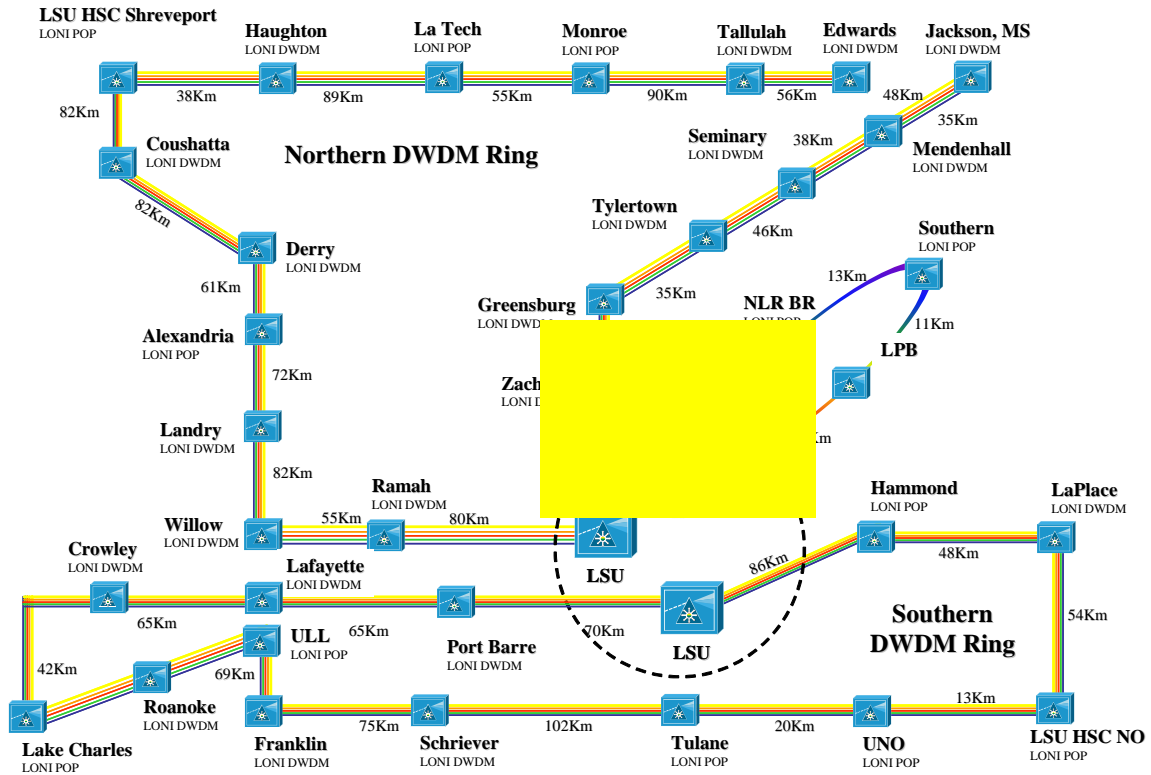 LSU HSC Shreveport
LONI POP
Haughton
LONI DWDM
La Tech
LONI POP
Monroe
LONI POP
Tallulah
LONI DWDM
Edwards
LONI DWDM
Jackson, MS
LONI DWDM
38Km
89Km
55Km
90Km
56Km
48Km
35Km
82Km
Coushatta
LONI DWDM
Northern DWDM Ring
Seminary
LONI DWDM
38Km
Mendenhall
LONI DWDM
82Km
Tylertown
LONI DWDM
46Km
Southern
LONI POP
Derry
LONI DWDM
61Km
Greensburg
35Km
NLR BR
13Km
11Km
Alexandria
LONI POP
LPB
72Km
Landry
LONI DWDM
82Km
Ramah
LONI DWDM
Hammond
LONI POP
LaPlace
LONI DWDM
Willow
LONI DWDM
55Km
80Km
LSU
86Km
48Km
Crowley
LONI DWDM
Lafayette
LONI DWDM
65Km
65Km
70Km
LSU
Southern
DWDM Ring
54Km
ULL
LONI POP
Port Barre
LONI DWDM
42Km
69Km
Roanoke
LONI DWDM
75Km
102Km
20Km
13Km
Lake Charles
LONI POP
Franklin
LONI DWDM
Schriever
LONI DWDM
Tulane
LONI POP
UNO
LONI POP
LSU HSC NO
LONI POP